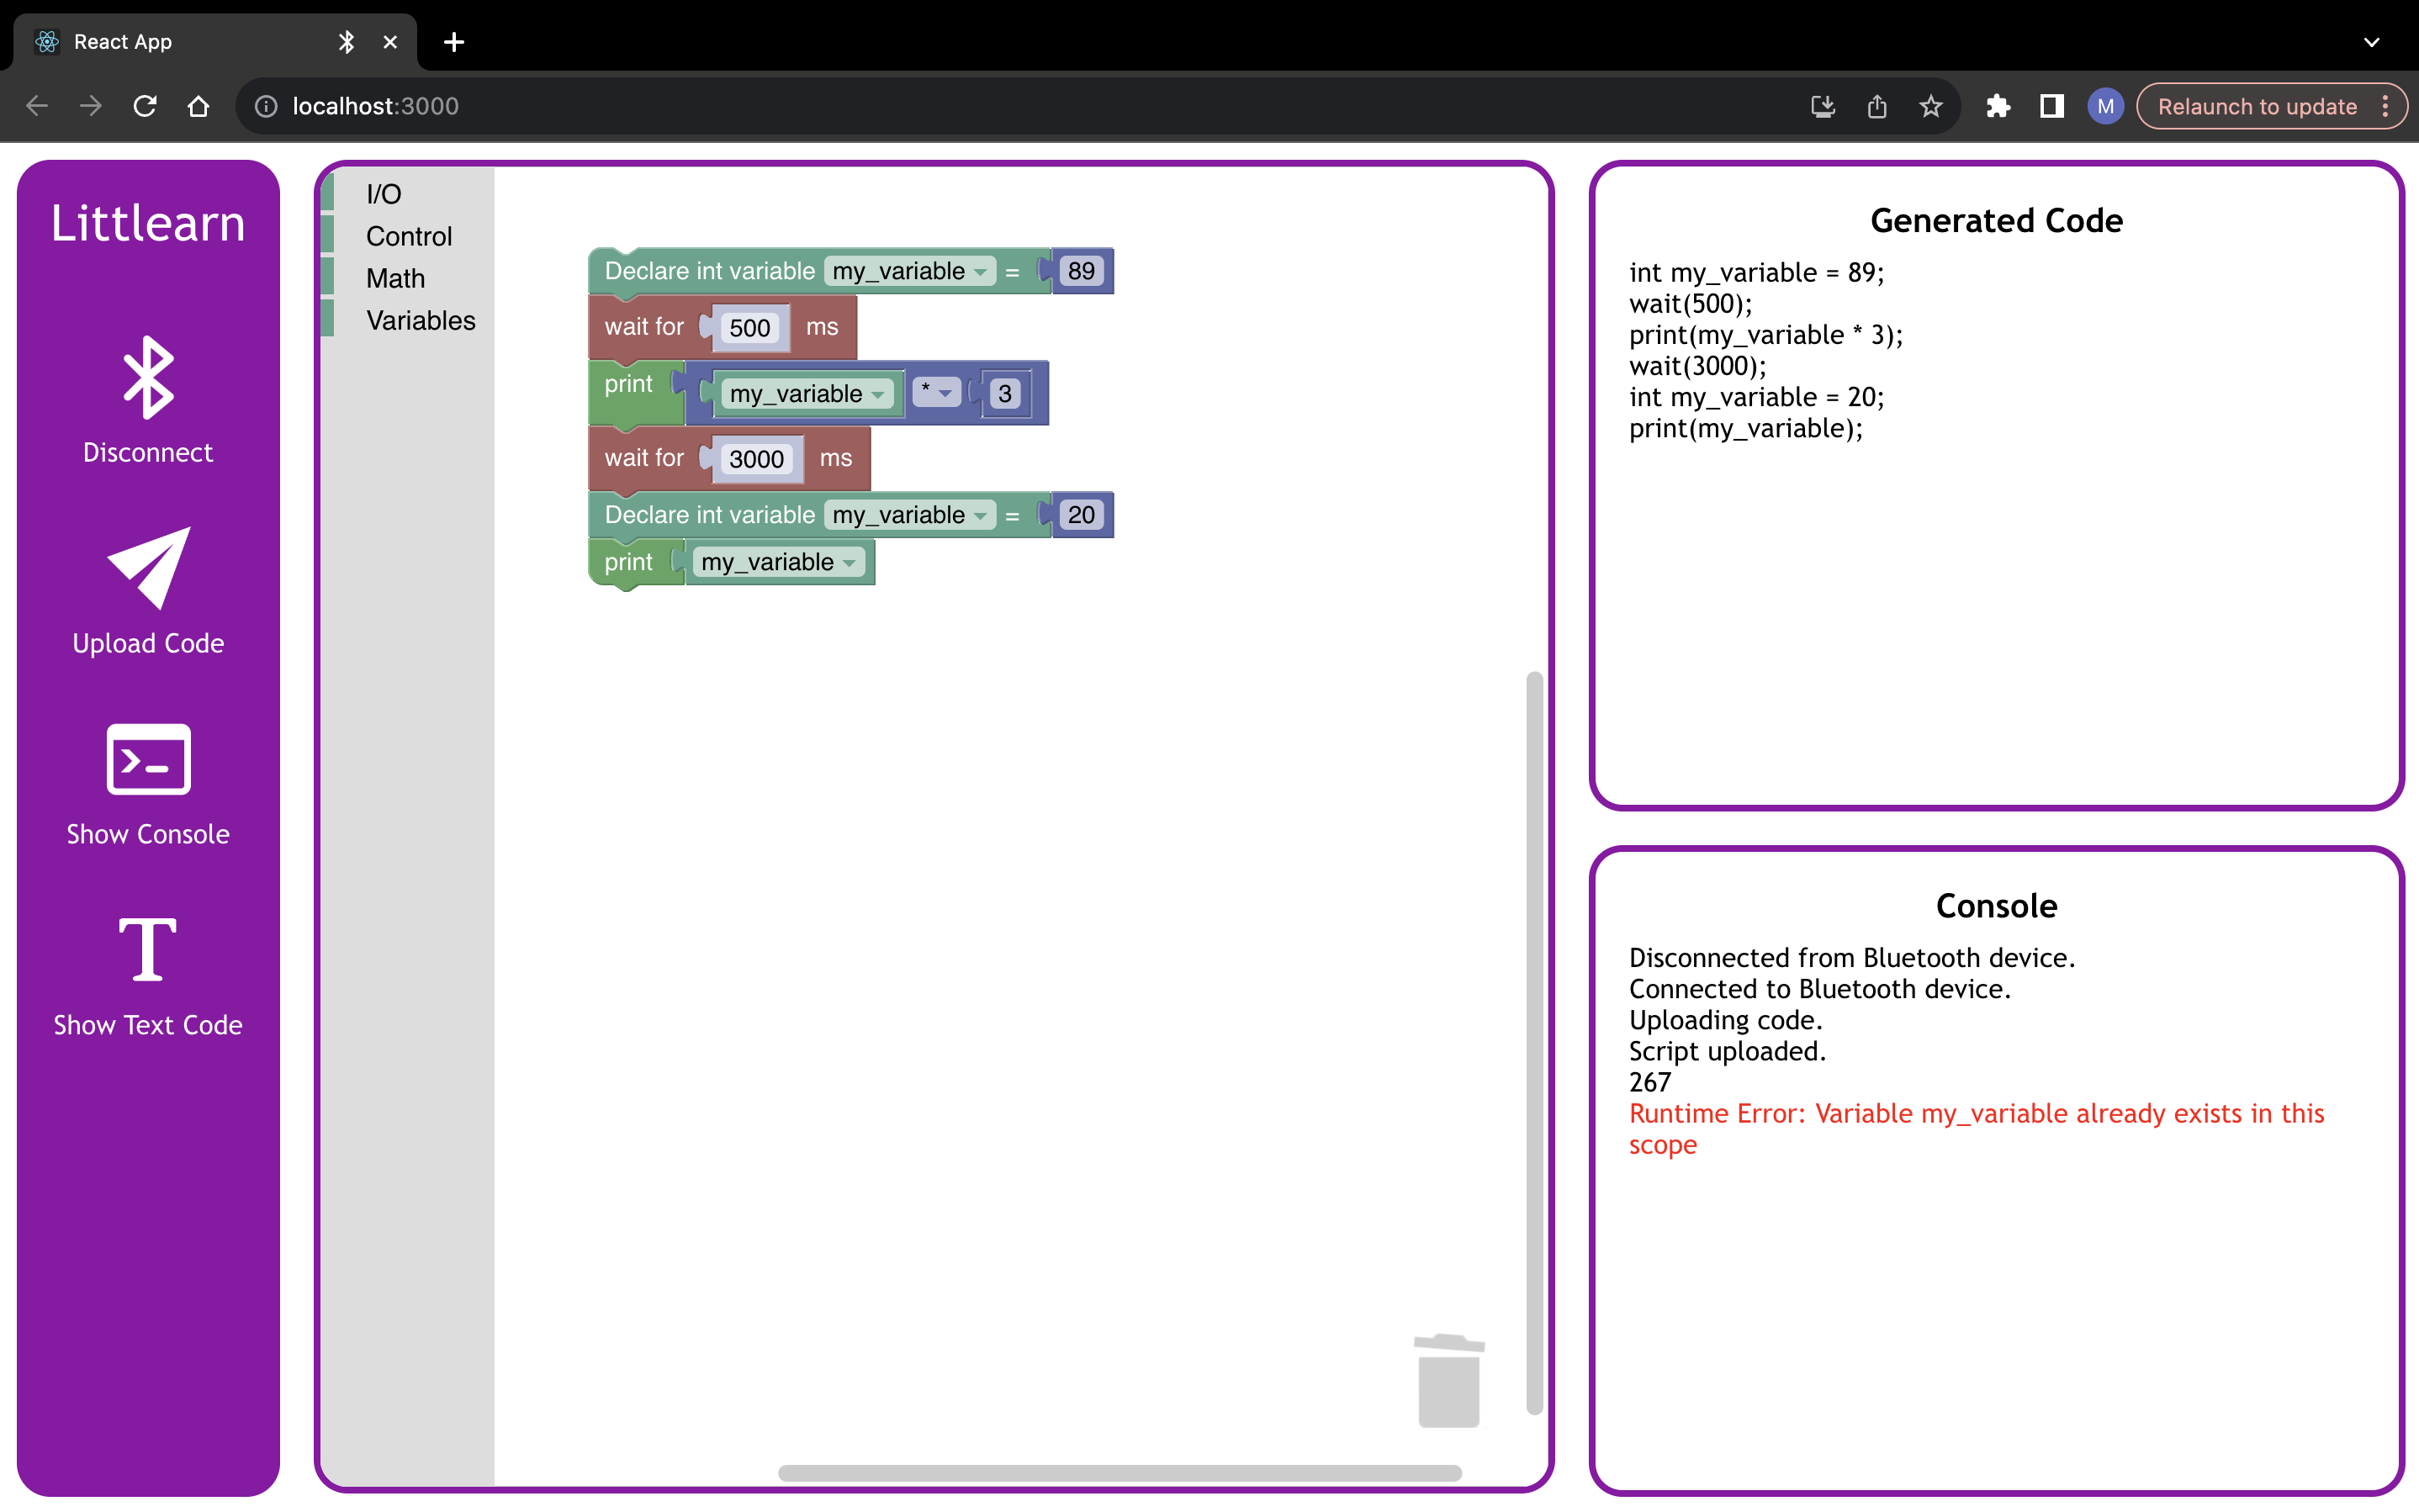 React App
localhost:3000
M
Relaunch to update
Littlearn
Disconnect
Upload Code
Show Console
T
Show Text Code
I/O
Control
Math
Variables
Declare int variable my_variable = 89
wait for 500 ms
print my_variable * 3
wait for 3000 ms
Declare int variable my_variable = 20
print my_variable
Generated Code
int my_variable = 89;
wait(500);
print(my_variable * 3);
wait(3000);
int my_variable = 20;
print(my_variable);
Console
Disconnected from Bluetooth device.
Connected to Bluetooth device.
Uploading code.
Script uploaded.
267
Runtime Error: Variable my_variable already exists in this
scope